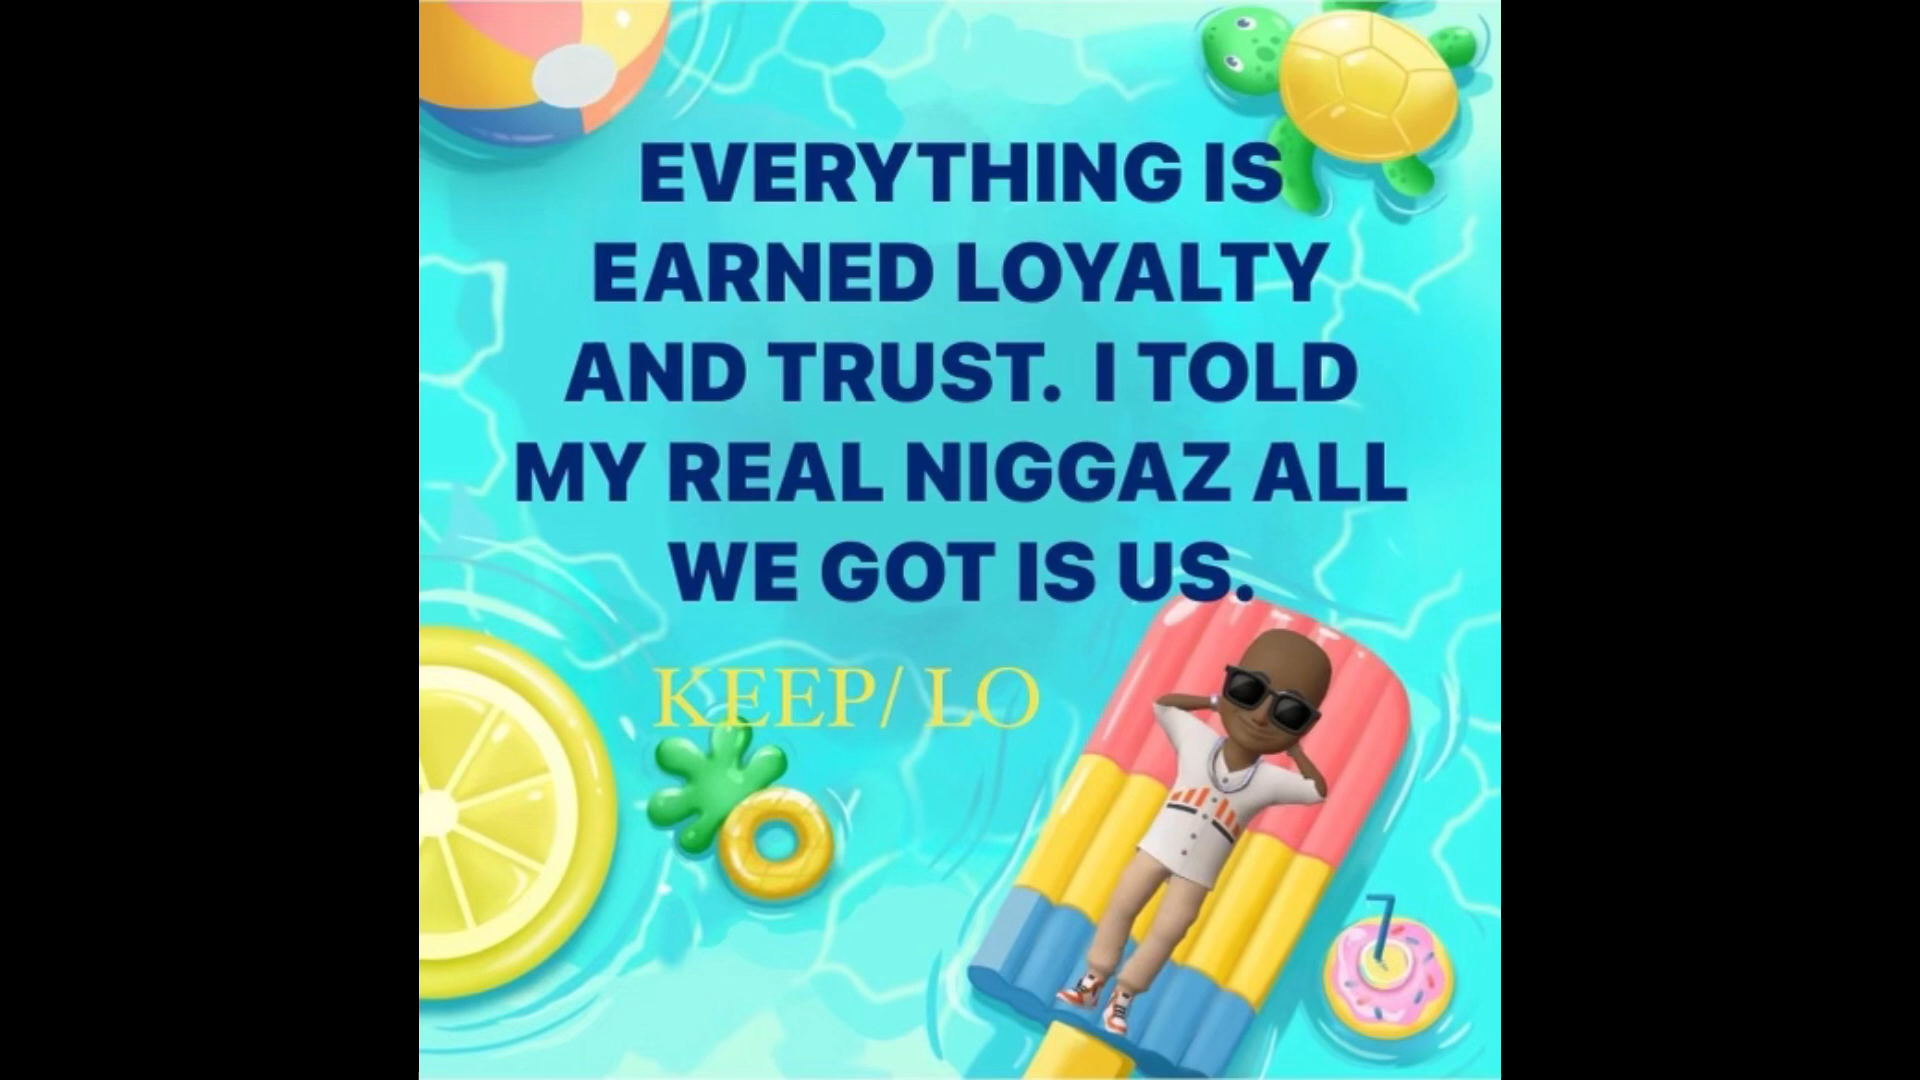 EVERYTHING IS
EARNED LOYALTY
AND TRUST. I TOLD
MY REAL NIGGAZ ALL
WE GOT IS US.
KEEP/ LO